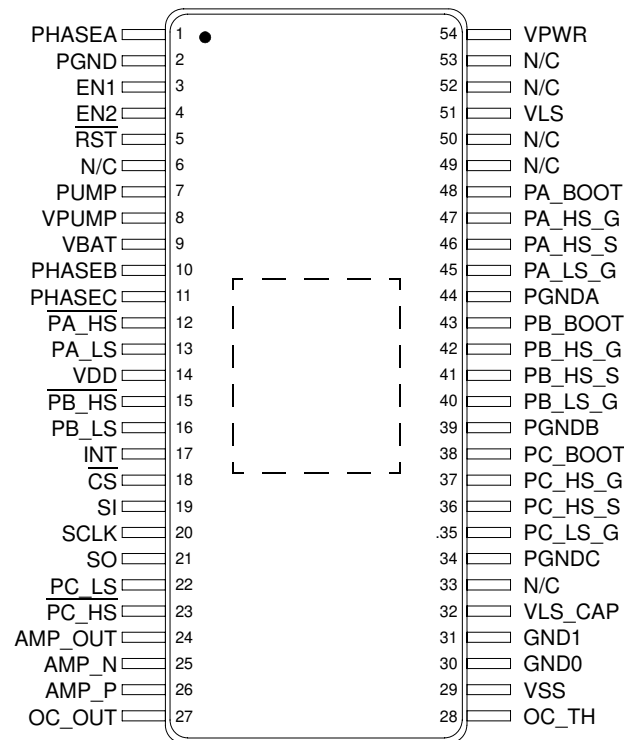 PHASEA 1 54 VPWR
PGND 2 53 N/C
EN1 3 52 N/C
EN2 4 51 VLS
RST 5 50 N/C
N/C 6 49 N/C
PUMP 7 48 PA_BOOT
VPUMP 8 47 PA_HS_G
VBAT 9 46 PA_HS_S
PHASEB 10 45 PA_LS_G
PHASEC 11 44 PGNDA
PA_HS 12 43 PB_BOOT
PA_LS 13 42 PB_HS_G
VDD 14 41 PB_HS_S
PB_HS 15 40 PB_LS_G
PB_LS 16 39 PGNDB
INT 17 38 PC_BOOT
CS 18 37 PC_HS_G
SI 19 36 PC_HS_S
SCLK 20 .35 PC_LS_G
SO 21 34 PGNDC
PC_LS 22 33 N/C
PC_HS 23 32 VLS_CAP
AMP_OUT 24 31 GND1
AMP_N 25 30 GND0
AMP_P 26 29 VSS
OC_OUT 27 28 OC_TH